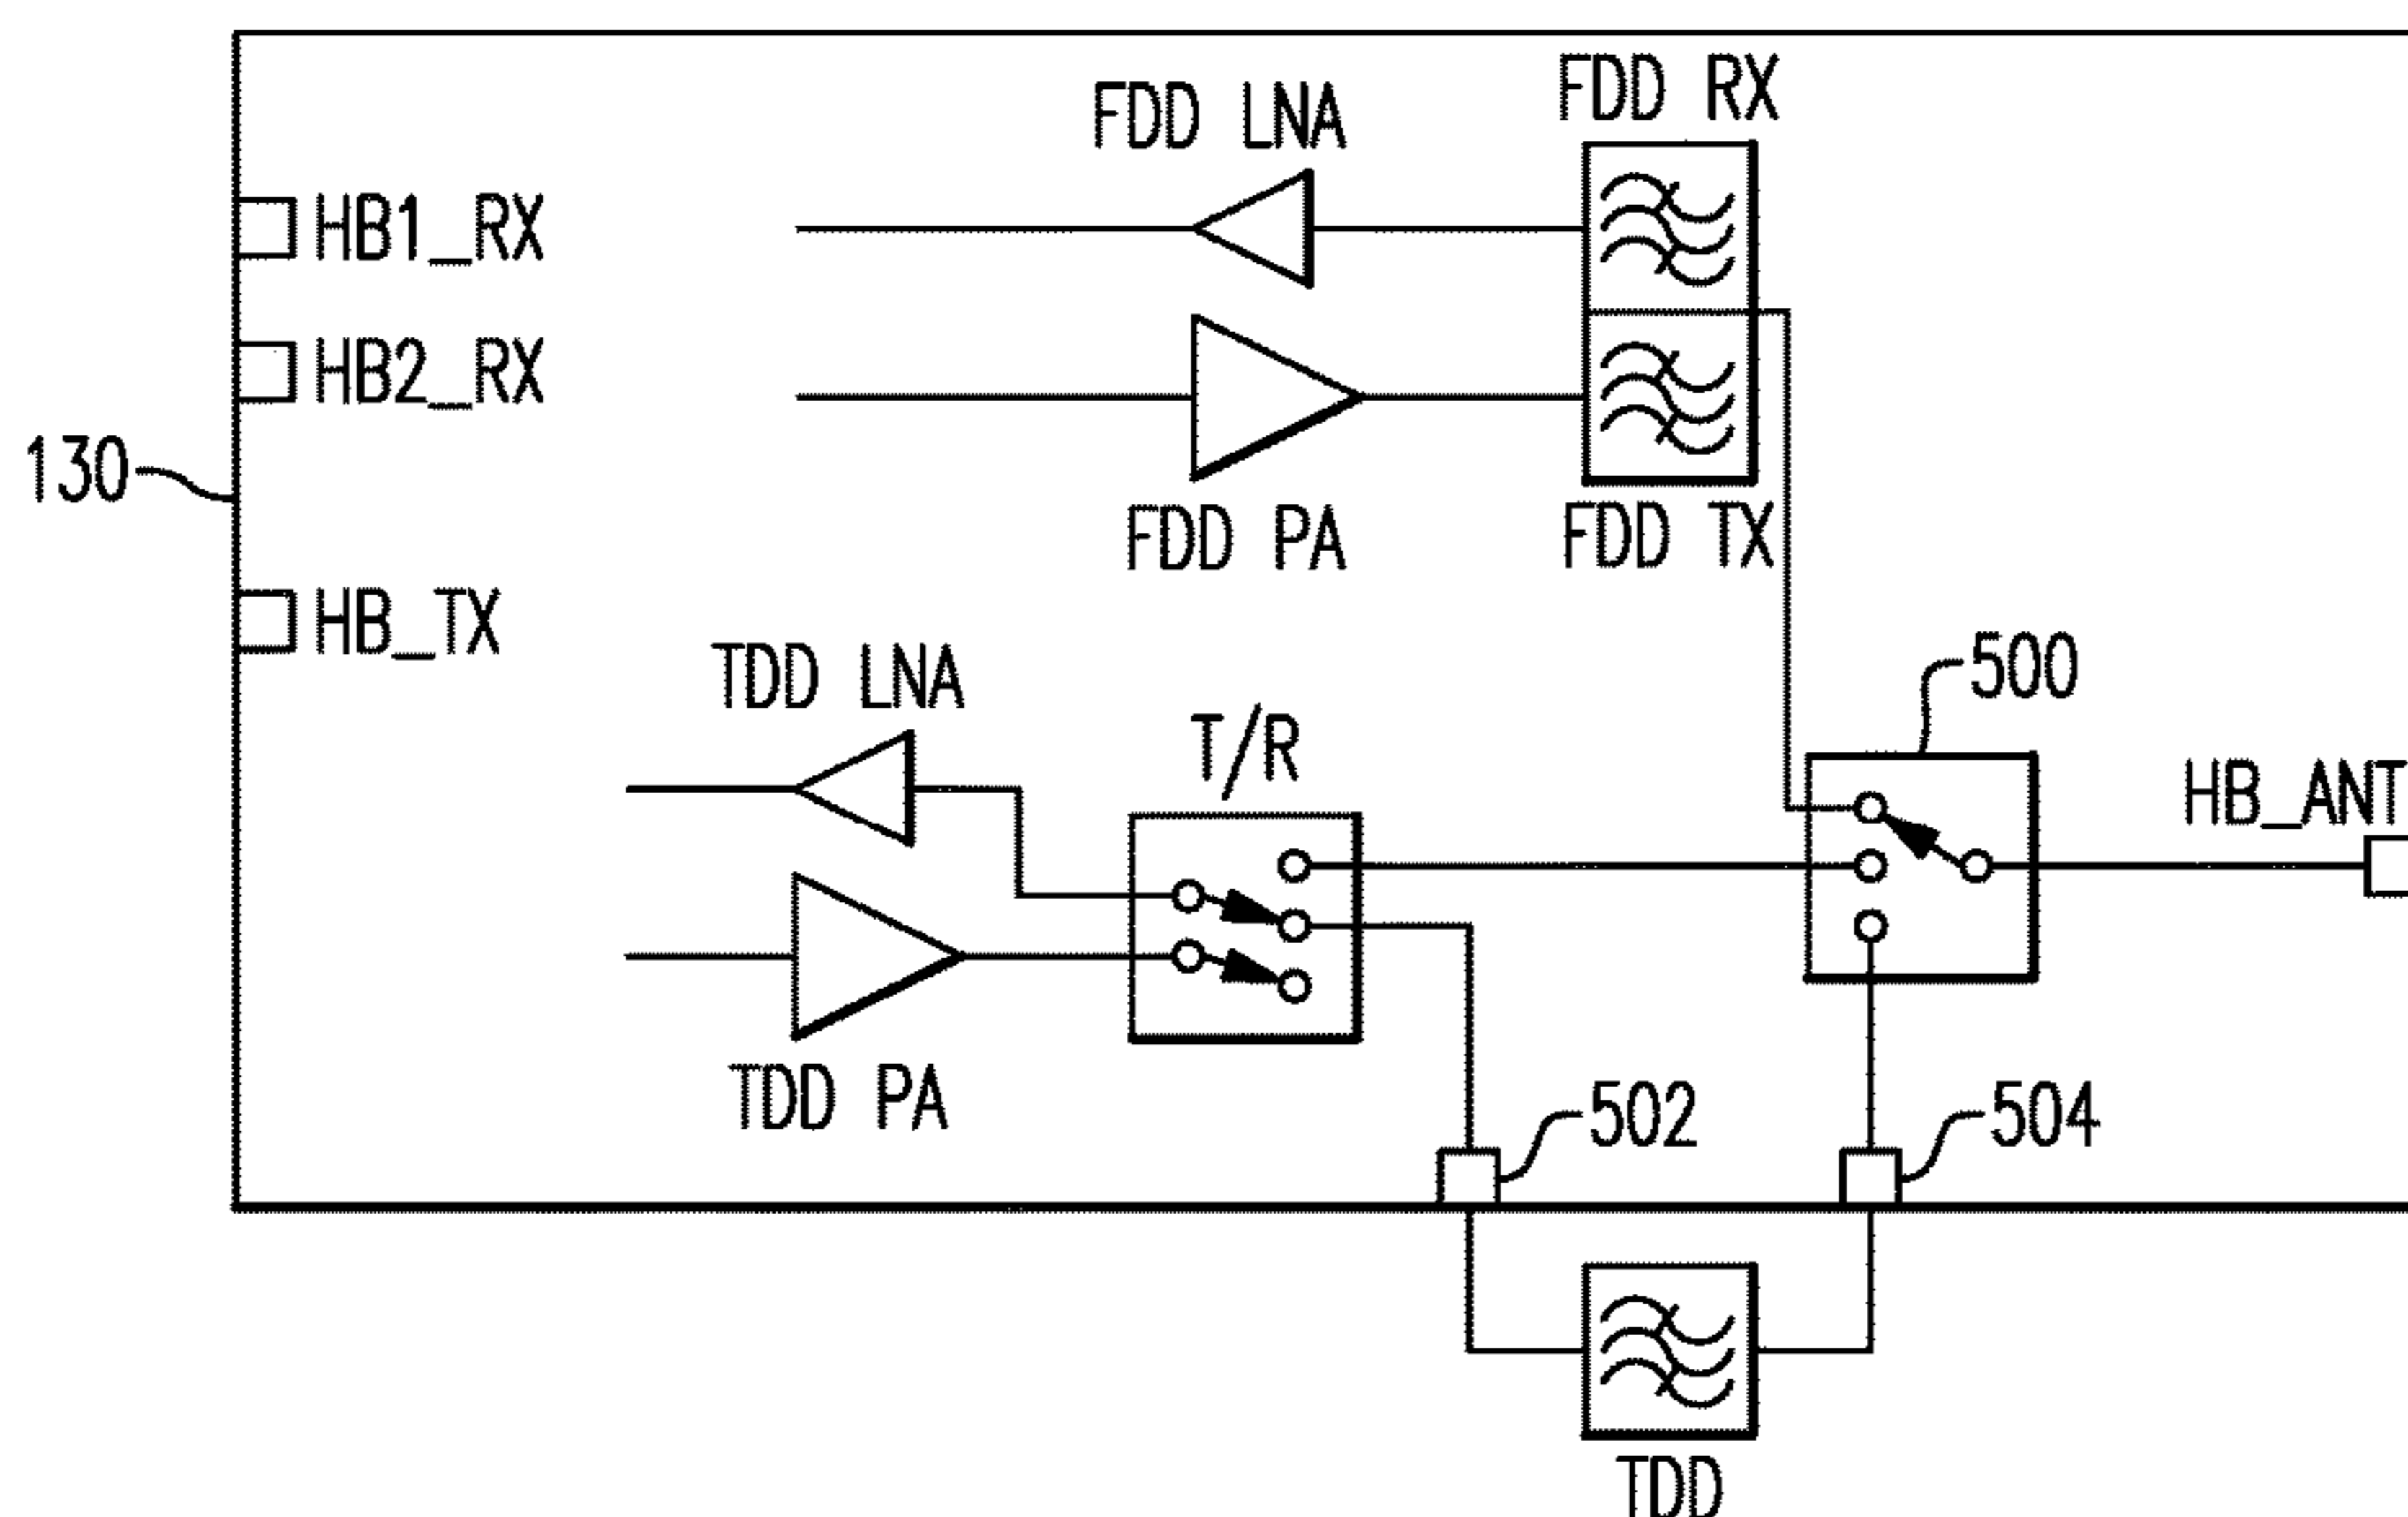 FDD RX
FDD LNA
HB1_RX
HB2_RX
130
FDD PA
FDD TX
HB_TX
TDD LNA
T/R
500
HB_ANT
TDD PA
502
504
TDD